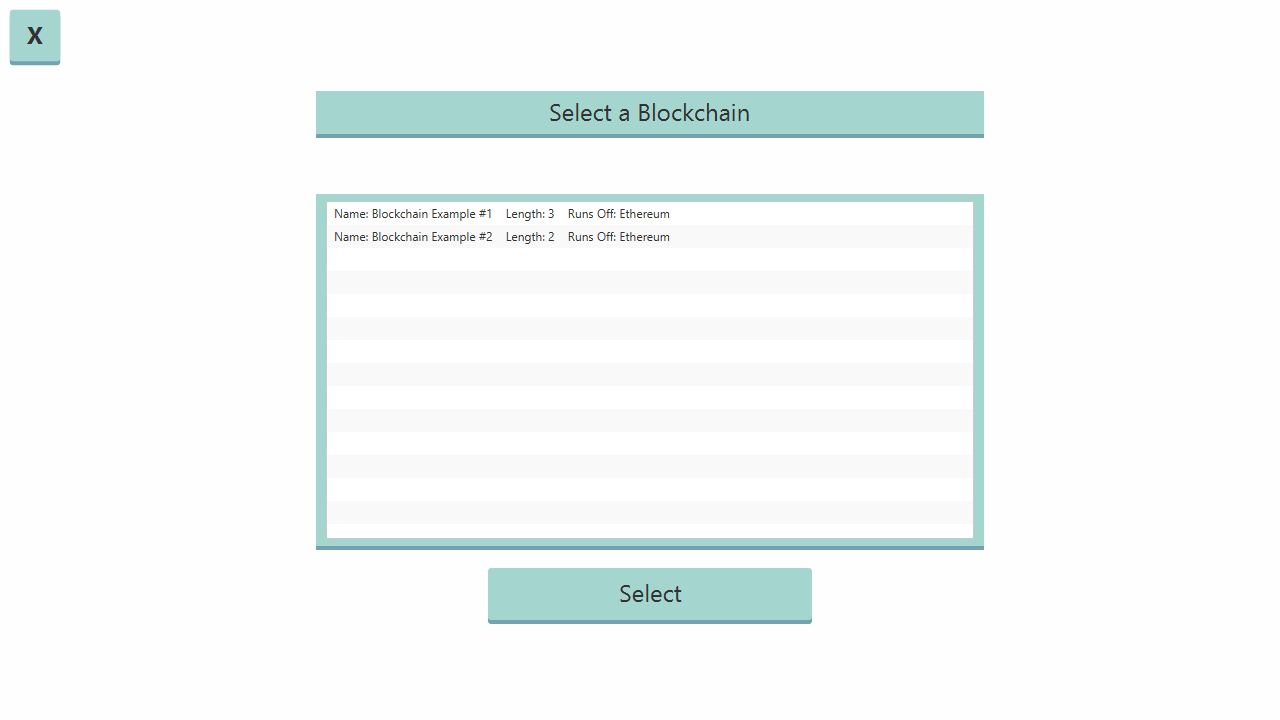 X
Select a Blockchain
Name: Blockchain Example #1    Length: 3    Runs Off: Ethereum
Name: Blockchain Example #2    Length: 2    Runs Off: Ethereum
Select